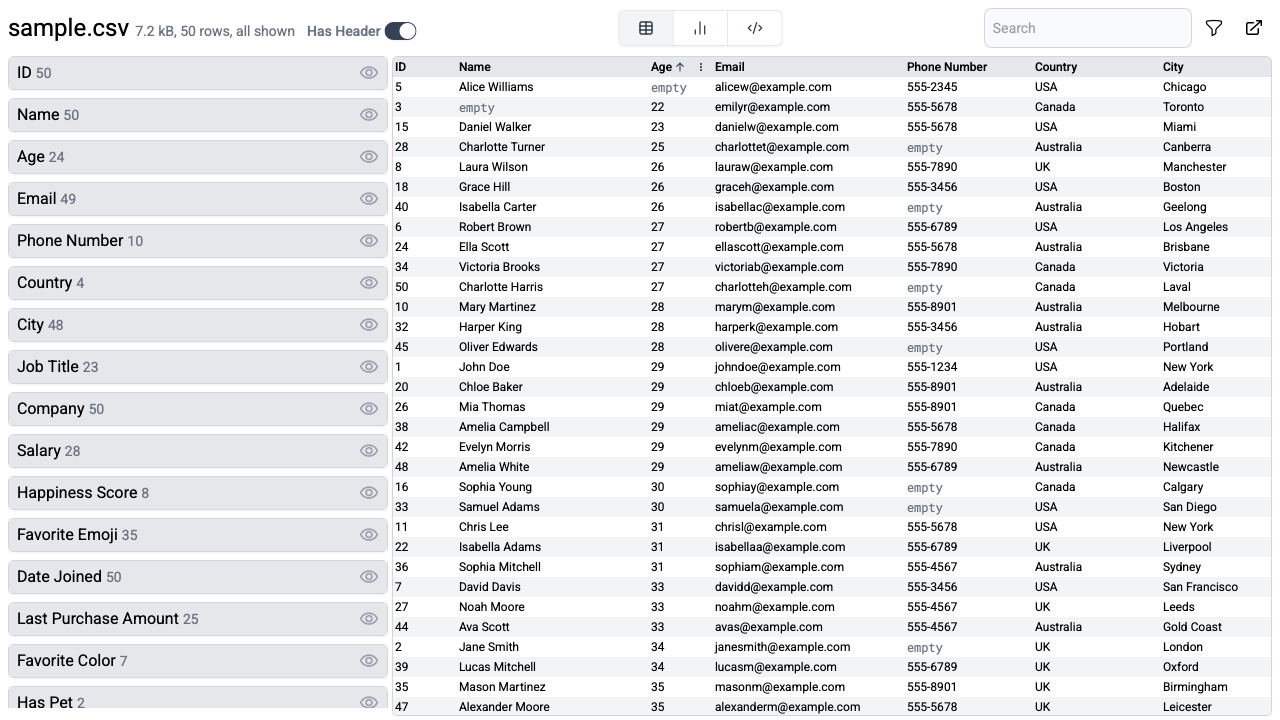 sample.csv 7.2 kB, 50 rows, all shown Has Header Search
ID 50
Name 50
Age 24
Email 49
Phone Number 10
Country 4
City 48
Job Title 23
Company 50
Salary 28
Happiness Score 8
Favorite Emoji 35
Date Joined 50
Last Purchase Amount 25
Favorite Color 7
Has Pet 2
ID Name Age ↑ Email Phone Number Country City
5 Alice Williams empty alicew@example.com 555-2345 USA Chicago
3 empty 22 emilyr@example.com 555-5678 Canada Toronto
15 Daniel Walker 23 danielw@example.com 555-5678 USA Miami
28 Charlotte Turner 25 charlottet@example.com empty Australia Canberra
8 Laura Wilson 26 lauraw@example.com 555-7890 UK Manchester
18 Grace Hill 26 graceh@example.com 555-3456 USA Boston
40 Isabella Carter 26 isabellac@example.com empty Australia Geelong
6 Robert Brown 27 robertb@example.com 555-6789 USA Los Angeles
24 Ella Scott 27 ellascott@example.com 555-5678 Australia Brisbane
34 Victoria Brooks 27 victoriab@example.com 555-7890 Canada Victoria
50 Charlotte Harris 27 charlotteh@example.com empty Canada Laval
10 Mary Martinez 28 marym@example.com 555-8901 Australia Melbourne
32 Harper King 28 harperk@example.com 555-3456 Australia Hobart
45 Oliver Edwards 28 olivere@example.com empty USA Portland
1 John Doe 29 johndoe@example.com 555-1234 USA New York
20 Chloe Baker 29 chloeb@example.com 555-8901 Australia Adelaide
26 Mia Thomas 29 miat@example.com 555-8901 Canada Quebec
38 Amelia Campbell 29 ameliac@example.com 555-5678 Canada Halifax
42 Evelyn Morris 29 evelynm@example.com 555-7890 Canada Kitchener
48 Amelia White 29 ameliaw@example.com 555-6789 Australia Newcastle
16 Sophia Young 30 sophiay@example.com empty Canada Calgary
33 Samuel Adams 30 samuela@example.com empty USA San Diego
11 Chris Lee 31 chrisl@example.com 555-5678 USA New York
22 Isabella Adams 31 isabellaa@example.com 555-6789 UK Liverpool
36 Sophia Mitchell 31 sophiam@example.com 555-4567 Australia Sydney
7 David Davis 33 davidd@example.com 555-3456 USA San Francisco
27 Noah Moore 33 noahm@example.com 555-4567 UK Leeds
44 Ava Scott 33 avas@example.com 555-4567 Australia Gold Coast
2 Jane Smith 34 janesmith@example.com empty UK London
39 Lucas Mitchell 34 lucasm@example.com 555-6789 UK Oxford
35 Mason Martinez 35 masonm@example.com 555-8901 UK Birmingham
47 Alexander Moore 35 alexanderm@example.com 555-5678 UK Leicester